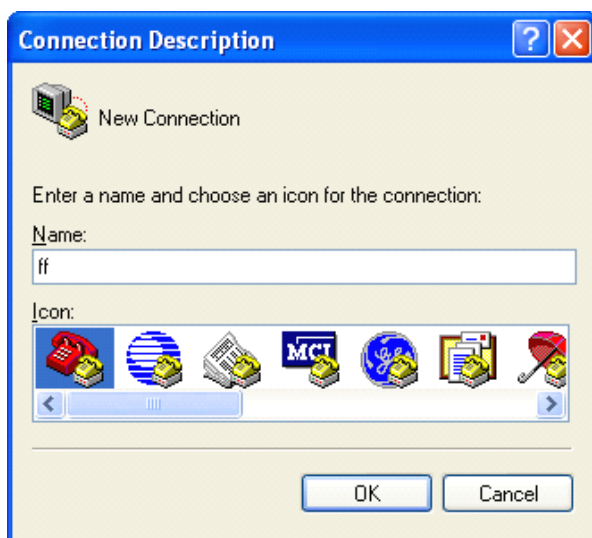 Connection Description
New Connection
Enter a name and choose an icon for the connection:
Name:
ff
Icon:
MCI
OK Cancel